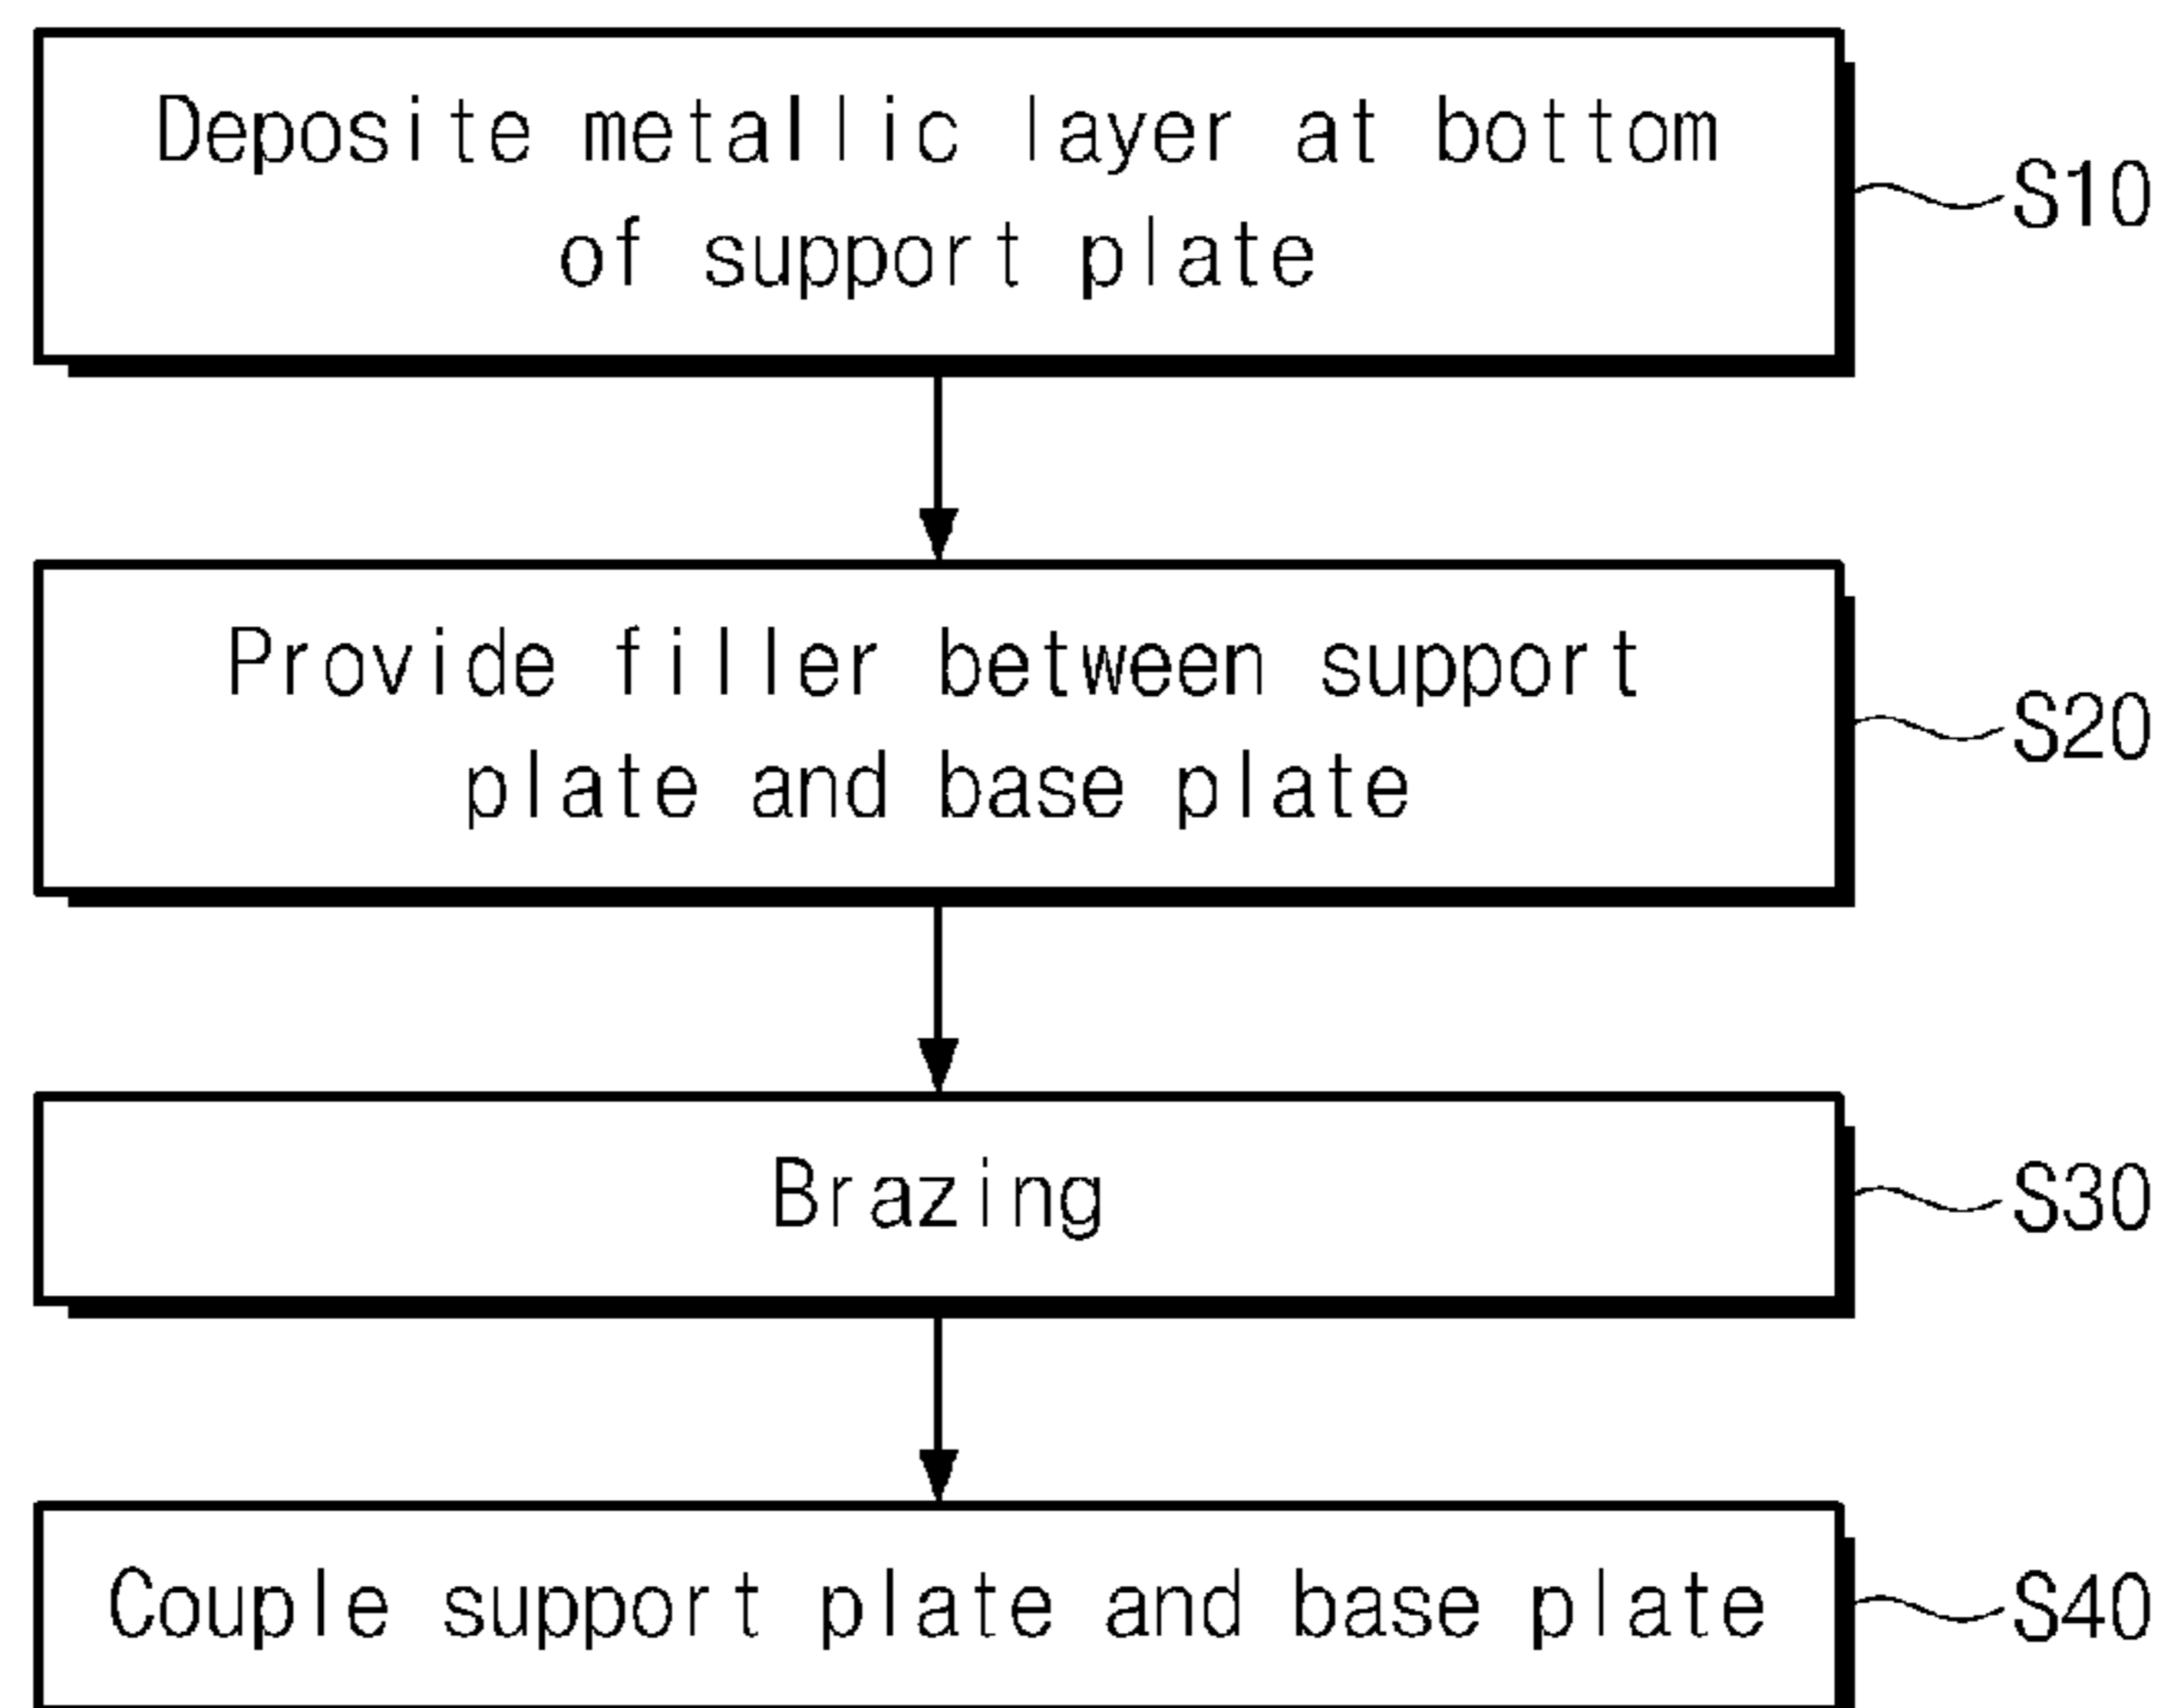 Deposite metallic layer at bottom
of support plate
S10
Provide filler between support
plate and base plate
S20
Brazing
S30
Couple support plate and base plate
S40